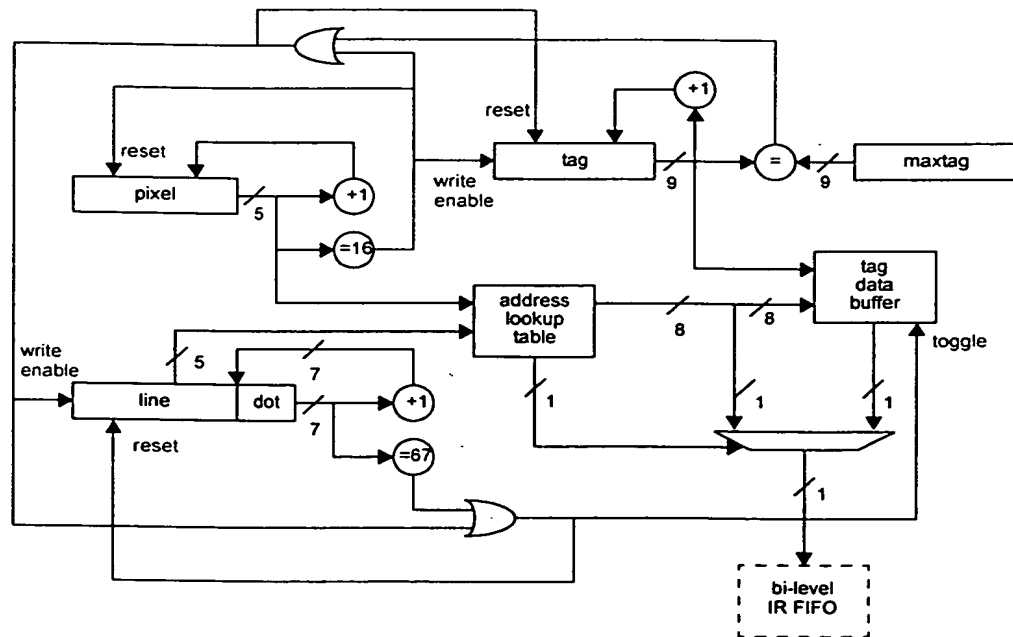 reset
+1
reset
tag
9
=
9
maxtag
reset
pixel
5
+1
write
enable
=16
address
lookup
table
8
8
tag
data
buffer
toggle
write
enable
5
7
line
dot
7
+1
1
1
1
reset
=67
1
bi-level
IR FIFO